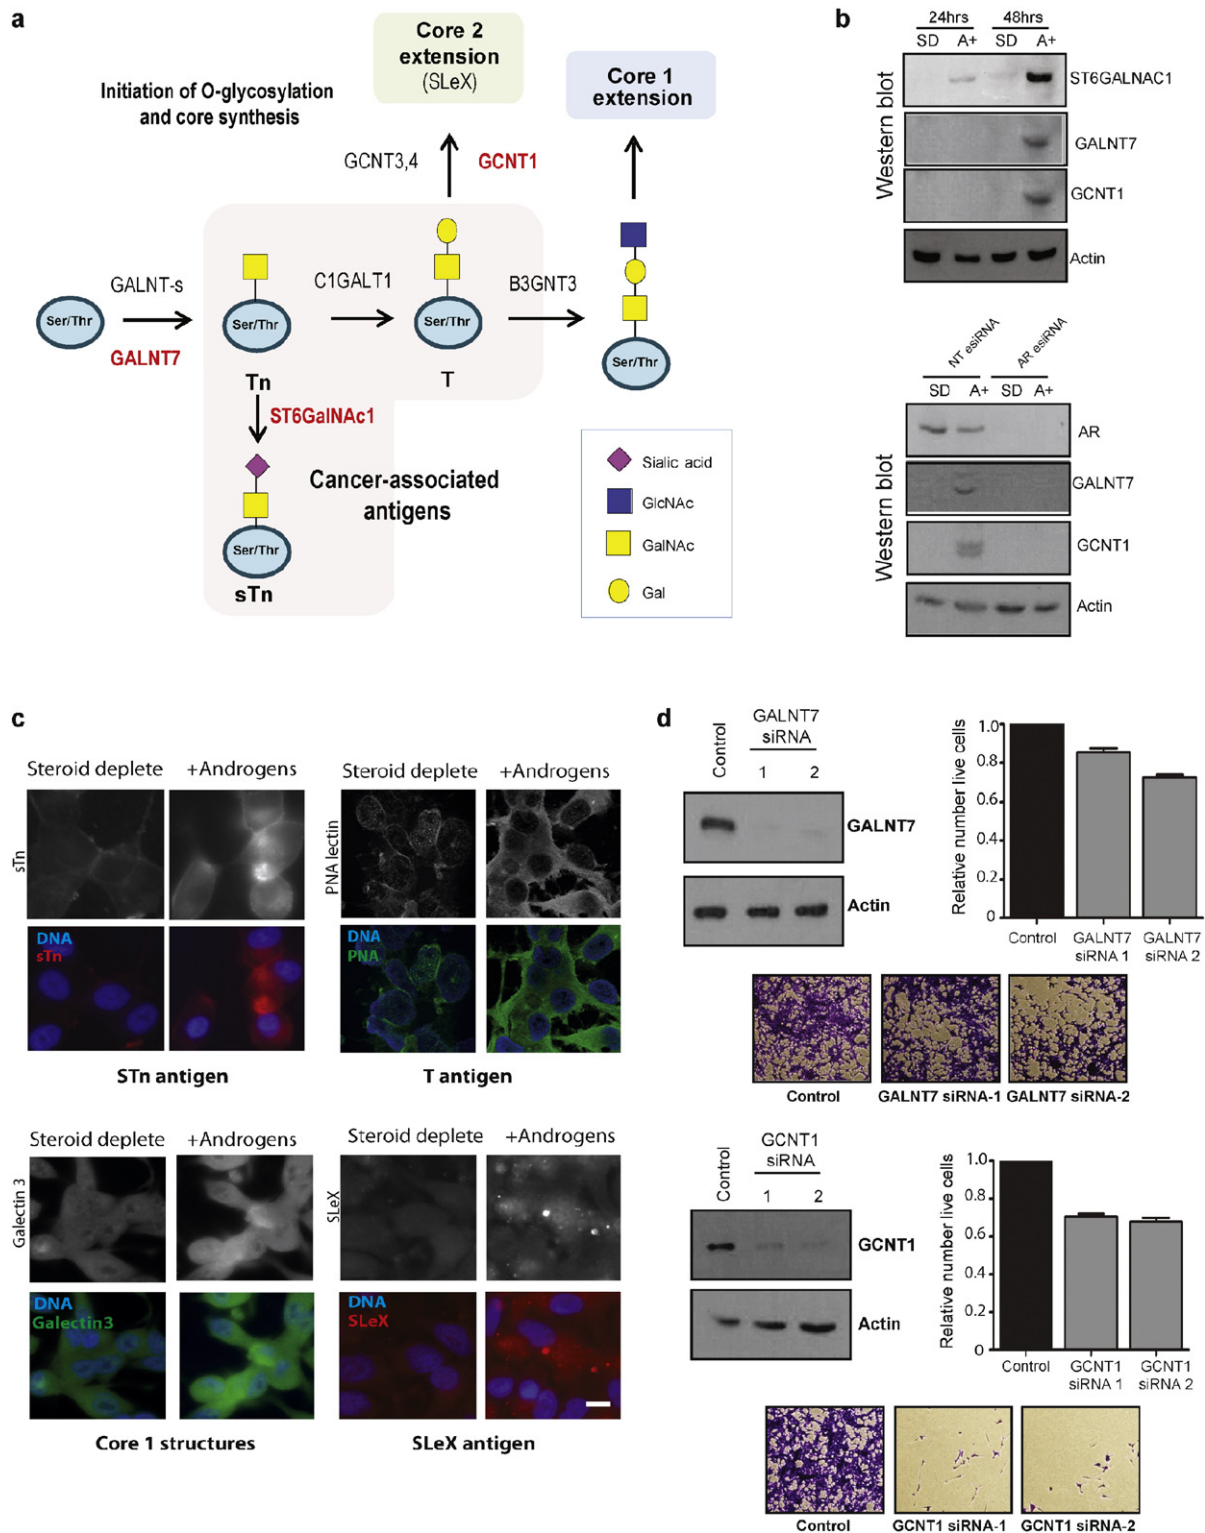 a
Core 2
extension
(SLeX)
Core 1
extension
Initiation of O-glycosylation
and core synthesis
GCNT3,4
GCNT1
GALNT-s
C1GALT1
B3GNT3
Ser/Thr
Ser/Thr
Ser/Thr
Ser/Thr
GALNT7
Tn
T
ST6GalNAc1
Cancer-associated
antigens
Ser/Thr
sTn
Sialic acid
GlcNAc
GalNAc
Gal
b
24hrs
48hrs
SD
A+
SD
A+
Western blot
ST6GALNAC1
GALNT7
GCNT1
Actin
NT esiRNA
AR esiRNA
SD
A+
SD
A+
Western blot
AR
GALNT7
GCNT1
Actin
c
Steroid deplete
+Androgens
sTn
DNA
sTn
STn antigen
Steroid deplete
+Androgens
PNA lectin
DNA
PNA
T antigen
Steroid deplete
+Androgens
Galectin 3
DNA
Galectin3
Core 1 structures
Steroid deplete
+Androgens
SLeX
DNA
SLeX
SLeX antigen
d
Control
GALNT7
siRNA
1
2
GALNT7
Actin
Relative number live cells
1.0
0.8
0.6
0.4
0.2
0
Control
GALNT7
siRNA 1
GALNT7
siRNA 2
Control
GALNT7 siRNA-1
GALNT7 siRNA-2
Control
GCNT1
siRNA
1
2
GCNT1
Actin
Relative number live cells
1.0
0.8
0.6
0.4
0.2
0
Control
GCNT1
siRNA 1
GCNT1
siRNA 2
Control
GCNT1 siRNA-1
GCNT1 siRNA-2